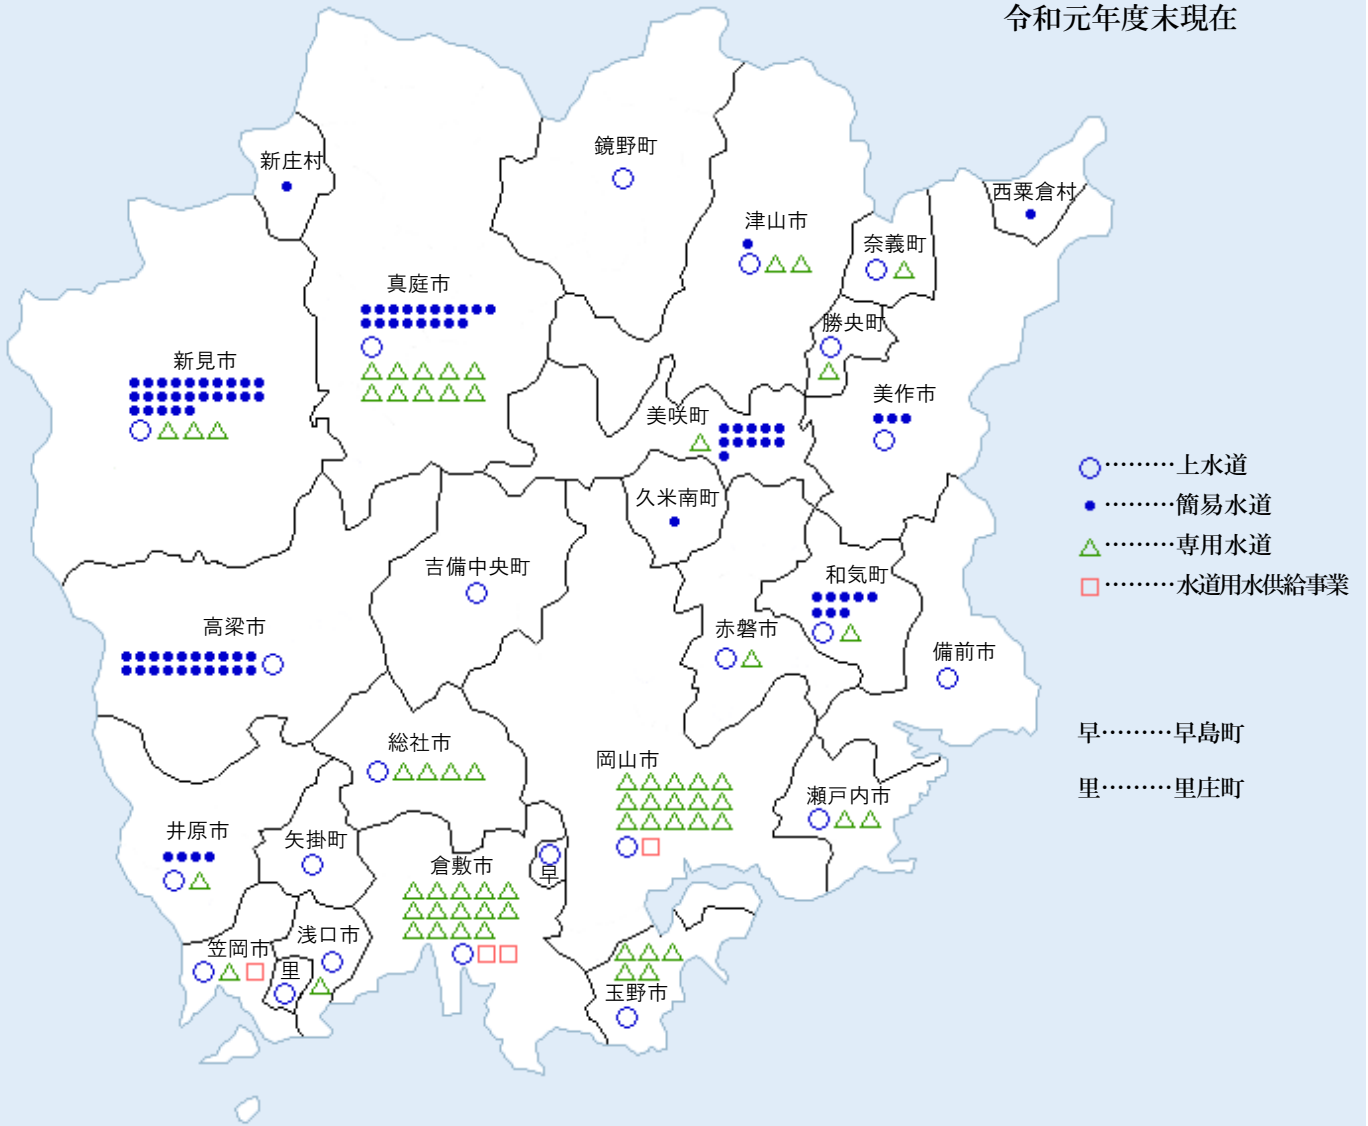 令和元年度末現在
鏡野町
新庄村
西粟倉村
津山市
奈義町
真庭市
勝央町
新見市
美作市
美咲町
久米南町
吉備中央町
和気町
高梁市
赤磐市
備前市
総社市
岡山市
瀬戸内市
井原市
矢掛町
倉敷市
早
笠岡市
浅口市
里
玉野市
………上水道
………簡易水道
………専用水道
………水道用水供給事業
早………早島町
里………里庄町